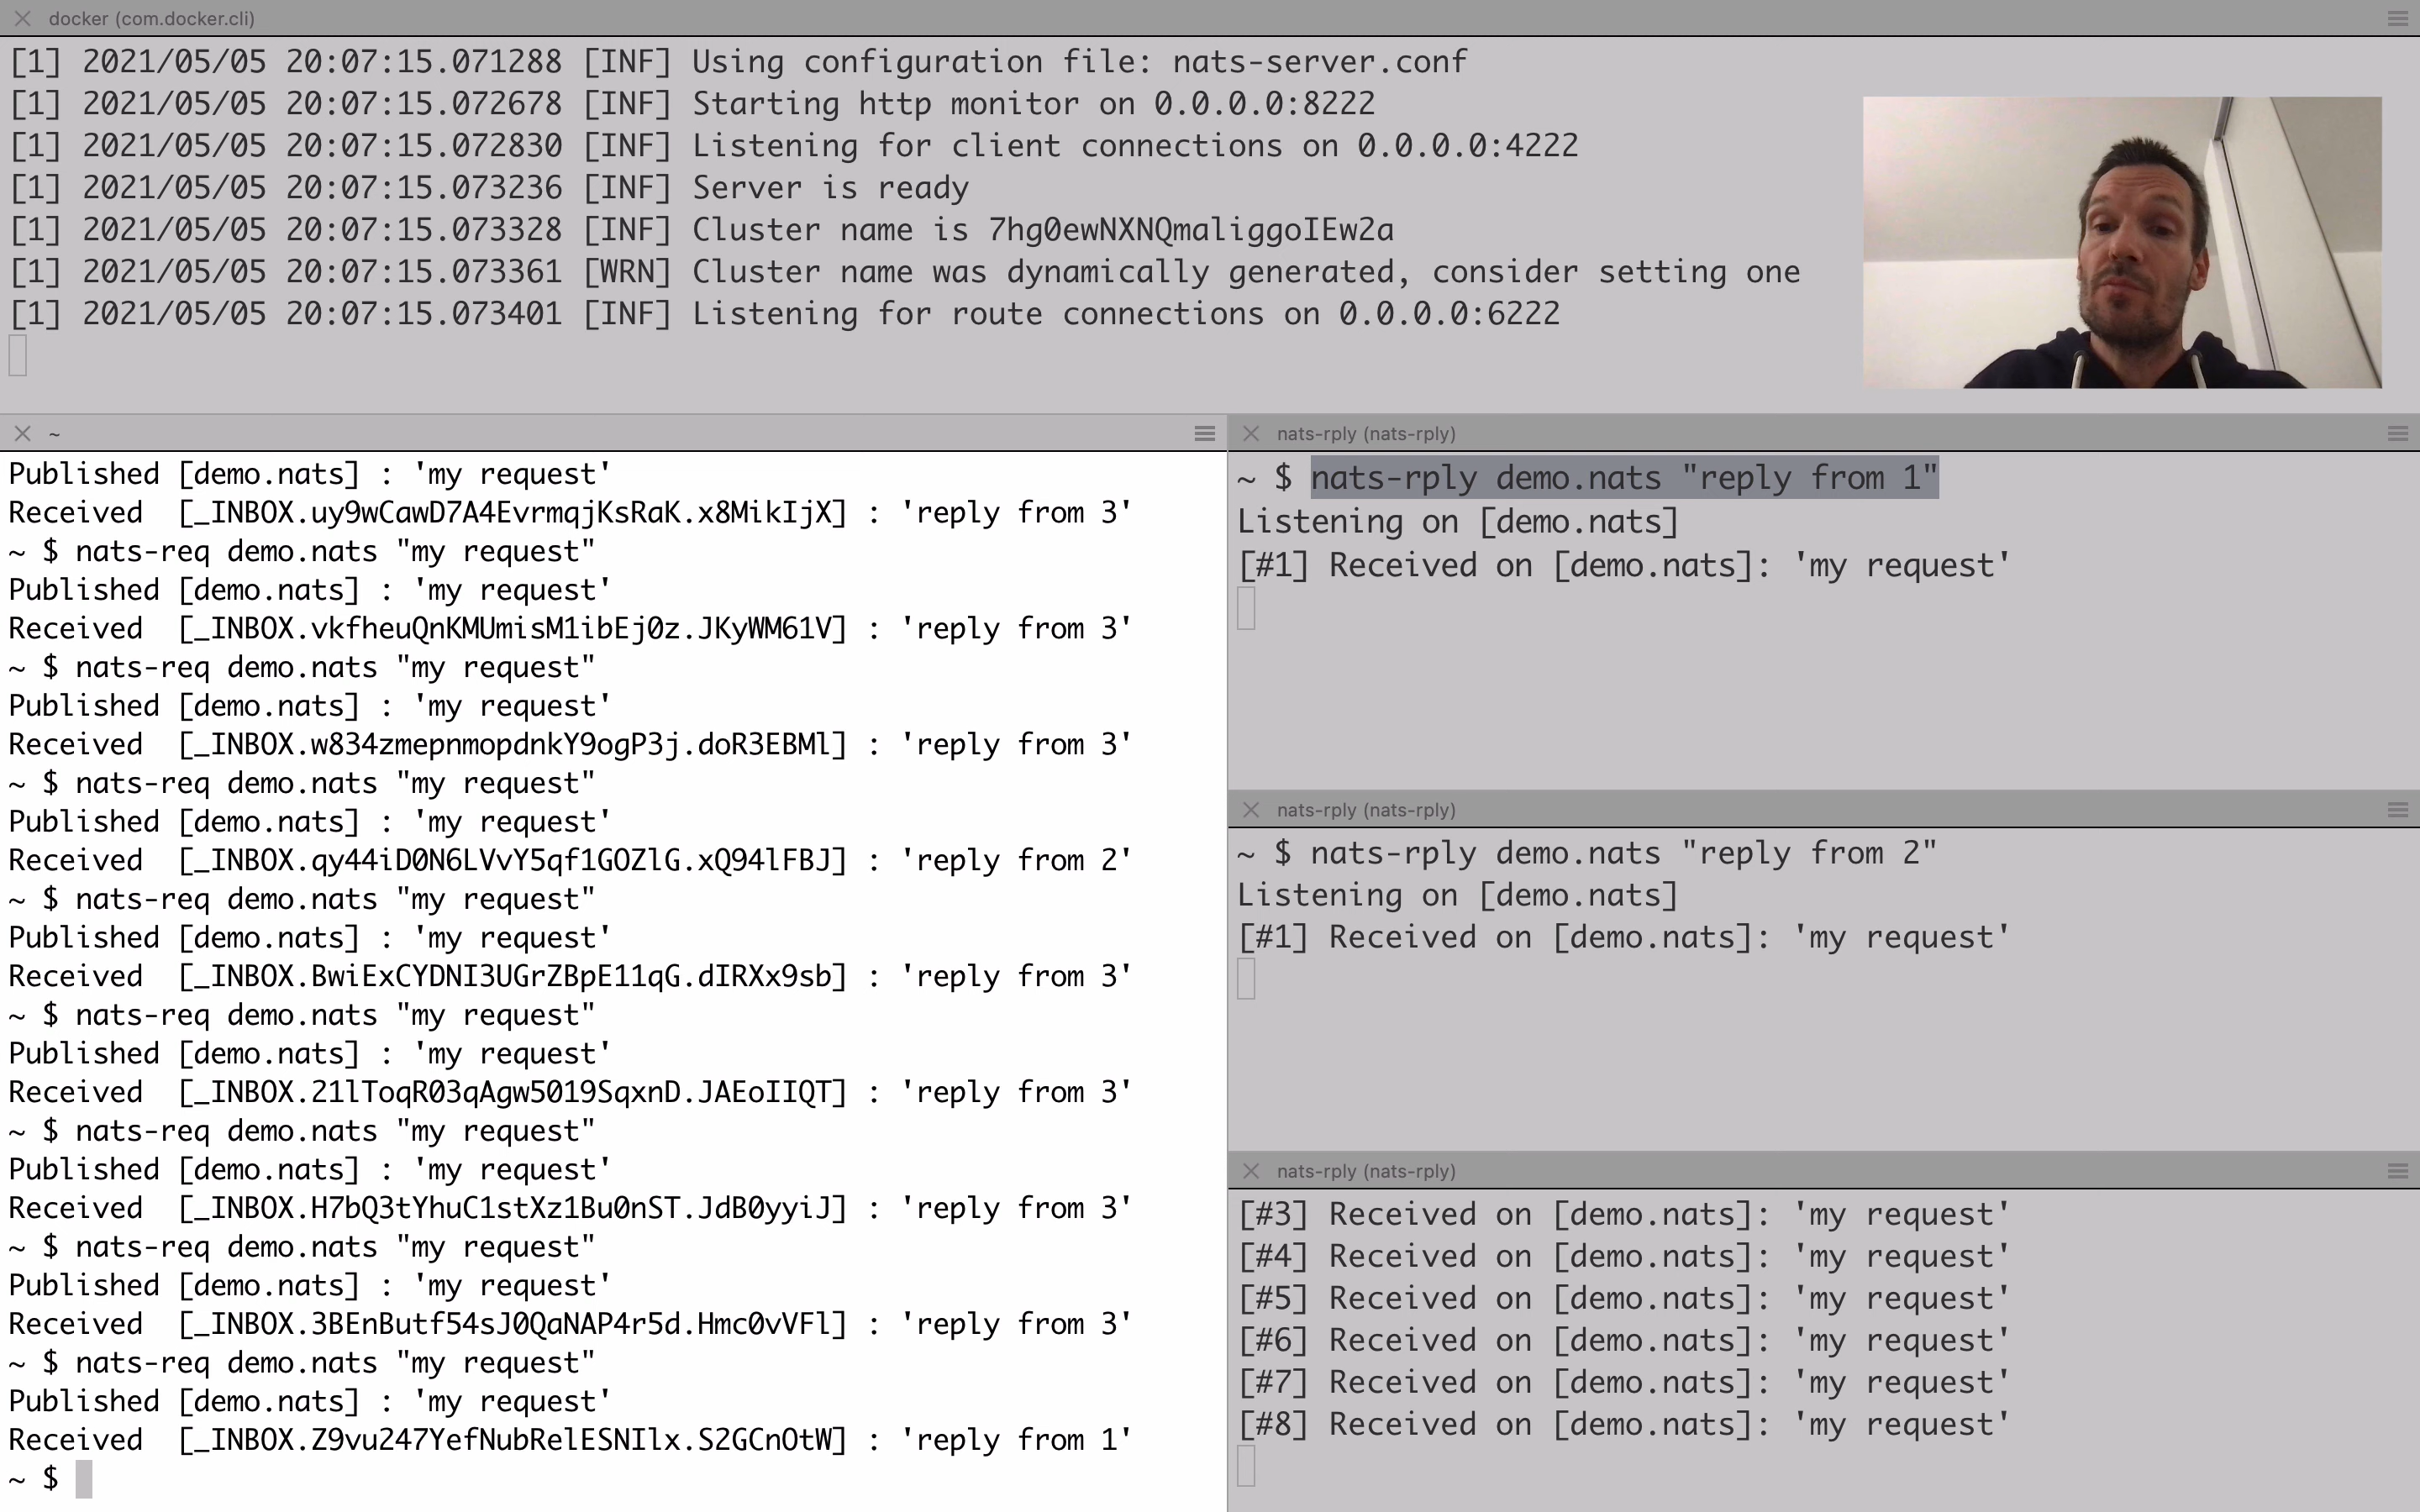 docker (com.docker.cli)
[1] 2021/05/05 20:07:15.071288 [INF] Using configuration file: nats-server.conf
[1] 2021/05/05 20:07:15.072678 [INF] Starting http monitor on 0.0.0.0:8222
[1] 2021/05/05 20:07:15.072830 [INF] Listening for client connections on 0.0.0.0:4222
[1] 2021/05/05 20:07:15.073236 [INF] Server is ready
[1] 2021/05/05 20:07:15.073328 [INF] Cluster name is 7hg0ewNXNQmaliggoIEw2a
[1] 2021/05/05 20:07:15.073361 [WRN] Cluster name was dynamically generated, consider setting one
[1] 2021/05/05 20:07:15.073401 [INF] Listening for route connections on 0.0.0.0:6222
~
Published [demo.nats] : 'my request'
Received  [_INBOX.uy9wCawD7A4EvrmqjKsRaK.x8MikIjX] : 'reply from 3'
~ $ nats-req demo.nats "my request"
Published [demo.nats] : 'my request'
Received  [_INBOX.vkfheuQnKMUmisM1ibEj0z.JKyWM61V] : 'reply from 3'
~ $ nats-req demo.nats "my request"
Published [demo.nats] : 'my request'
Received  [_INBOX.w834zmepnmopdnkY9ogP3j.doR3EBMl] : 'reply from 3'
~ $ nats-req demo.nats "my request"
Published [demo.nats] : 'my request'
Received  [_INBOX.qy44iD0N6LVvY5qf1GOZlG.xQ94lFBJ] : 'reply from 2'
~ $ nats-req demo.nats "my request"
Published [demo.nats] : 'my request'
Received  [_INBOX.BwiExCYDNI3UGrZBpE11qG.dIRXx9sb] : 'reply from 3'
~ $ nats-req demo.nats "my request"
Published [demo.nats] : 'my request'
Received  [_INBOX.21lToqR03qAgw5019SqxnD.JAEoIIQT] : 'reply from 3'
~ $ nats-req demo.nats "my request"
Published [demo.nats] : 'my request'
Received  [_INBOX.H7bQ3tYhuC1stXz1Bu0nST.JdB0yyiJ] : 'reply from 3'
~ $ nats-req demo.nats "my request"
Published [demo.nats] : 'my request'
Received  [_INBOX.3BEnButf54sJ0QaNAP4r5d.Hmc0vVFl] : 'reply from 3'
~ $ nats-req demo.nats "my request"
Published [demo.nats] : 'my request'
Received  [_INBOX.Z9vu247YefNubRelESNIlx.S2GCnOtW] : 'reply from 1'
~ $
nats-rply (nats-rply)
~ $ nats-rply demo.nats "reply from 1"
Listening on [demo.nats]
[#1] Received on [demo.nats]: 'my request'
nats-rply (nats-rply)
~ $ nats-rply demo.nats "reply from 2"
Listening on [demo.nats]
[#1] Received on [demo.nats]: 'my request'
nats-rply (nats-rply)
[#3] Received on [demo.nats]: 'my request'
[#4] Received on [demo.nats]: 'my request'
[#5] Received on [demo.nats]: 'my request'
[#6] Received on [demo.nats]: 'my request'
[#7] Received on [demo.nats]: 'my request'
[#8] Received on [demo.nats]: 'my request'